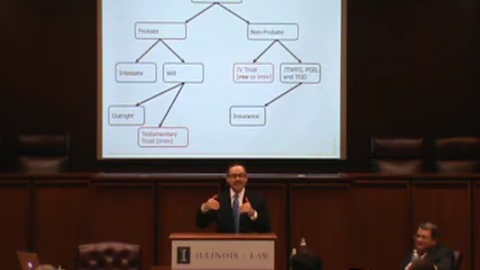 Probate
Non-Probate
Intestate
Will
IV Trust
[rev or irrev]
JTWRS, POD,
and TOD
Outright
Insurance
Testamentary
Trust [irrev]
I
ILLINOIS LAW